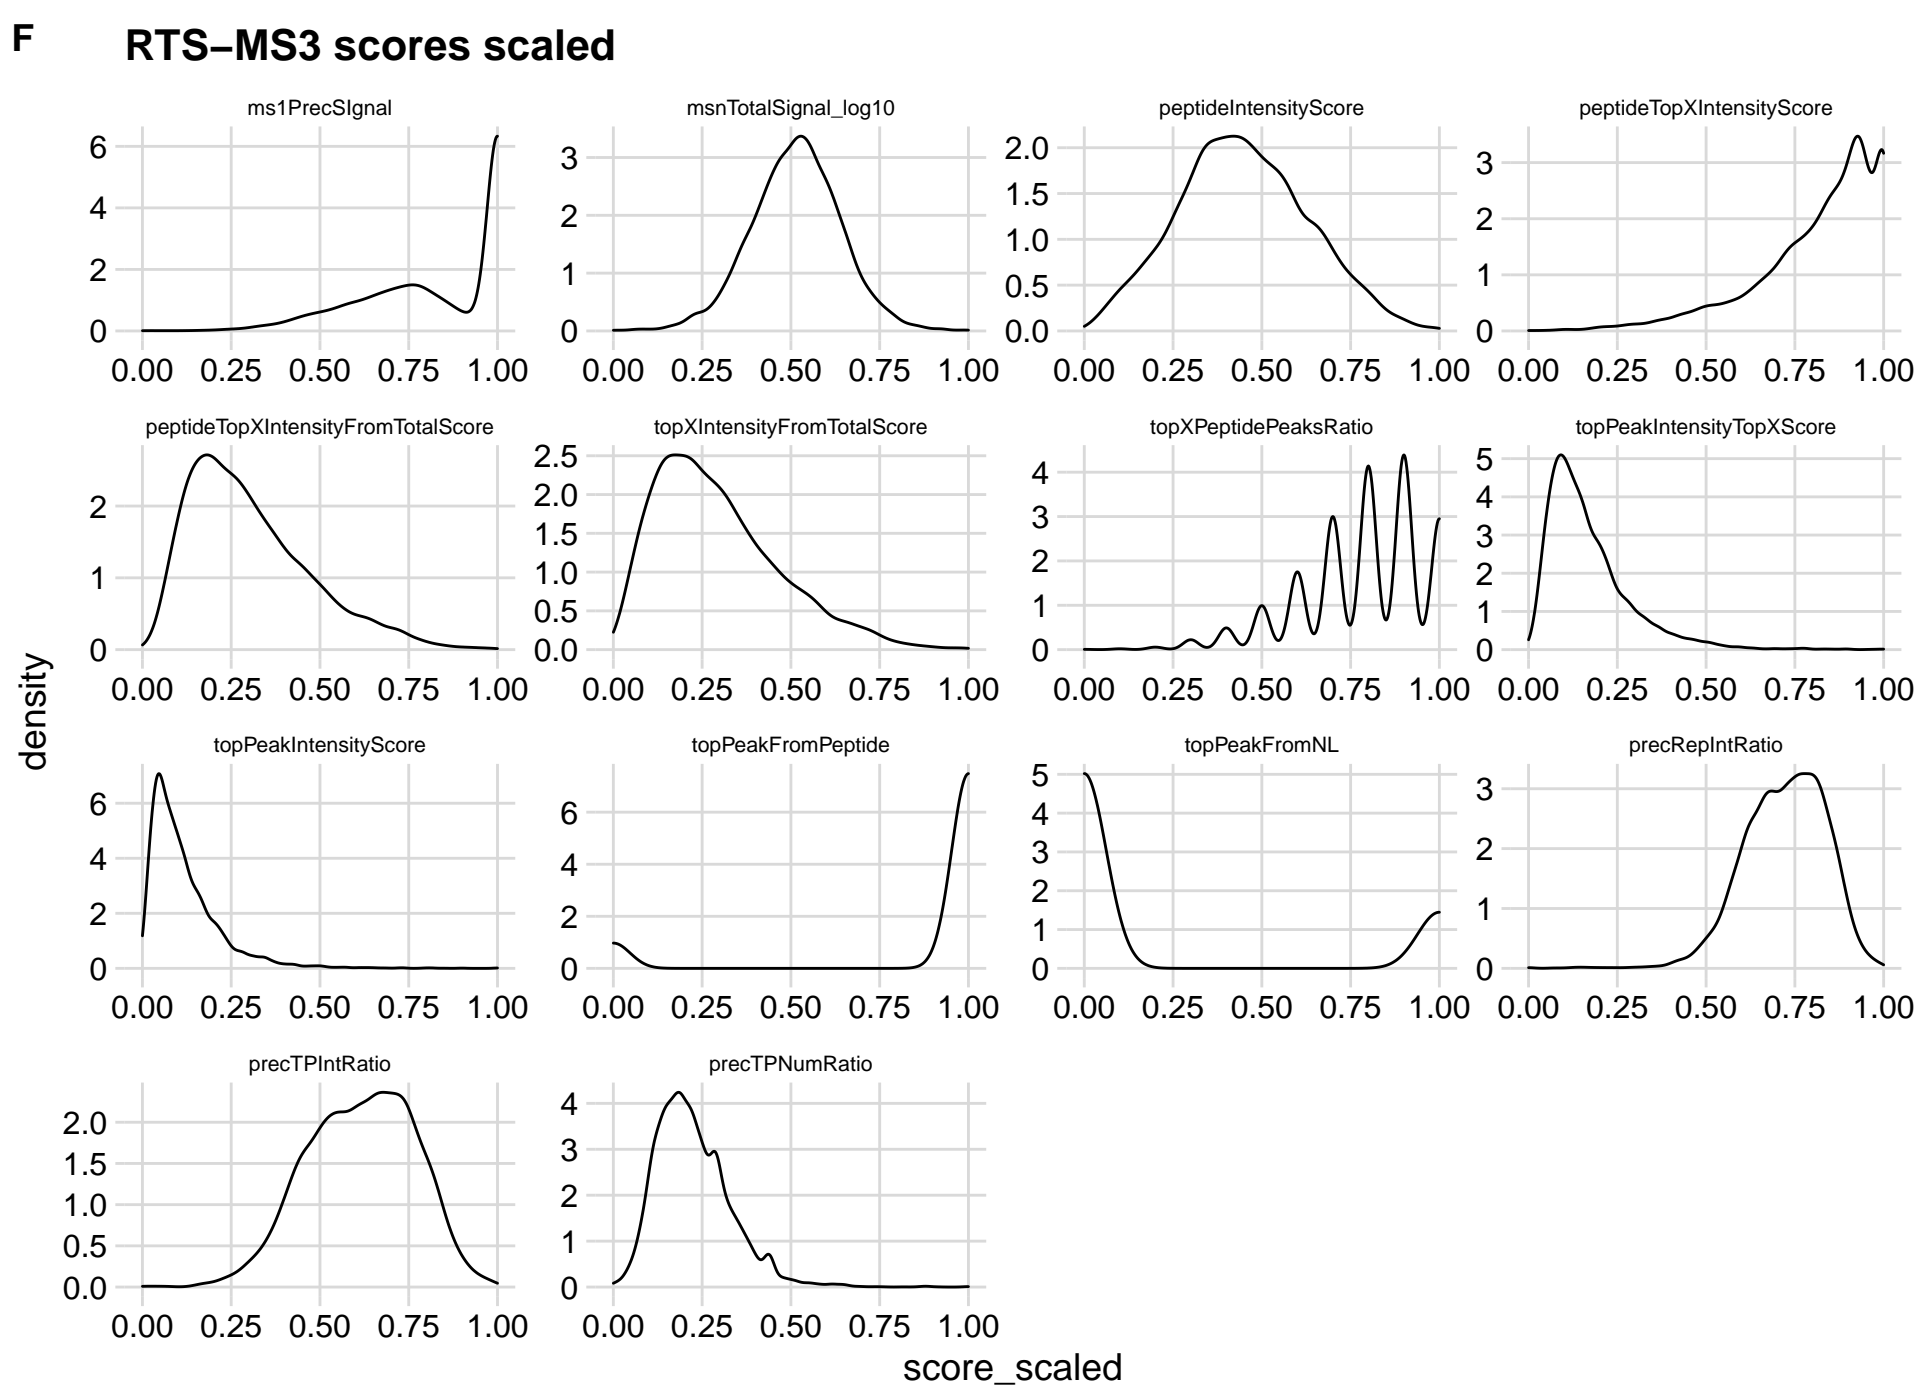 F
RTS−MS3 scores scaled
ms1PrecSIgnal
msnTotalSignal_log10
peptideIntensityScore
peptideTopXIntensityScore
6
4
2
0
3
2
1
0
2.0
1.5
1.0
0.5
0.0
3
2
1
0
0.00 0.25 0.50 0.75 1.00
0.00 0.25 0.50 0.75 1.00
0.00 0.25 0.50 0.75 1.00
0.00 0.25 0.50 0.75 1.00
peptideTopXIntensityFromTotalScore
topXIntensityFromTotalScore
topXPeptidePeaksRatio
topPeakIntensityTopXScore
2
1
0
2.5
2.0
1.5
1.0
0.5
0.0
4
3
2
1
0
5
4
3
2
1
0
0.00 0.25 0.50 0.75 1.00
0.00 0.25 0.50 0.75 1.00
0.00 0.25 0.50 0.75 1.00
0.00 0.25 0.50 0.75 1.00
density
topPeakIntensityScore
topPeakFromPeptide
topPeakFromNL
precRepIntRatio
6
4
2
0
6
4
2
0
5
4
3
2
1
0
3
2
1
0
0.00 0.25 0.50 0.75 1.00
0.00 0.25 0.50 0.75 1.00
0.00 0.25 0.50 0.75 1.00
0.00 0.25 0.50 0.75 1.00
precTPIntRatio
precTPNumRatio
2.0
1.5
1.0
0.5
0.0
4
3
2
1
0
0.00 0.25 0.50 0.75 1.00
0.00 0.25 0.50 0.75 1.00
score_scaled